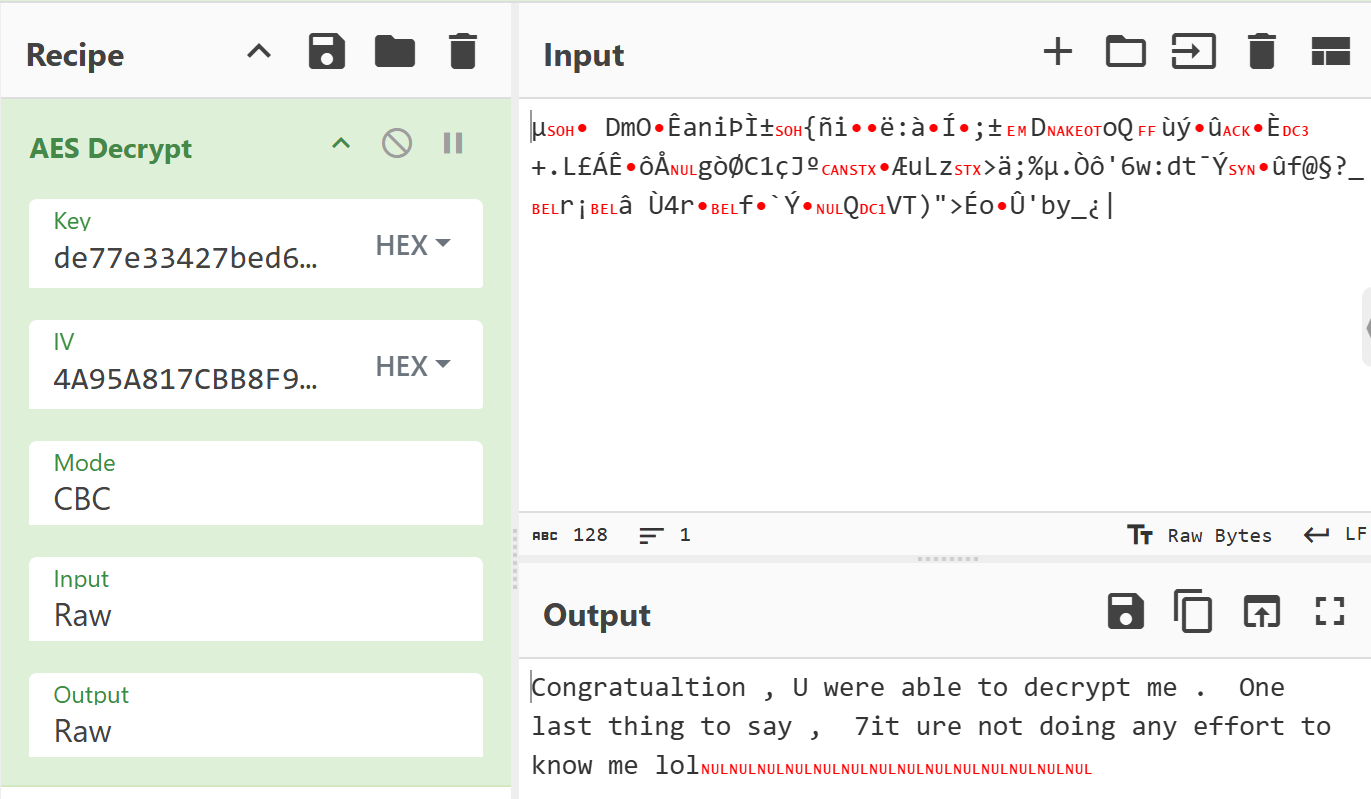 Recipe
AES Decrypt
Key
de77e33427bed6...
HEX
IV
4A95A817CBB8F9...
HEX
Mode
CBC
Input
Raw
Output
Raw
Input
µSOH• DmO•ÊaniÞÌ±SOH{ñi••ë:à•Í•;±EMDNAKEOToQFFùý•ûACK•ÈDC3
+.L£ÁÊ•ôÅNULgòØC1çJºCANSTX•ÆuLzSTX>ä;%µ.Òô'6w:dt¯ÝSYN•ûf@§?_
BELr¡BELâ Ù4r•BELf•`Ý•NULQDC1VT)">Éo•Û'by_¿|
ABC 128 1 Tт Raw Bytes LF
Output
Congratualtion , U were able to decrypt me .  One
last thing to say ,  7it ure not doing any effort to
know me lolNULNULNULNULNULNULNULNULNULNULNULNULNULNUL